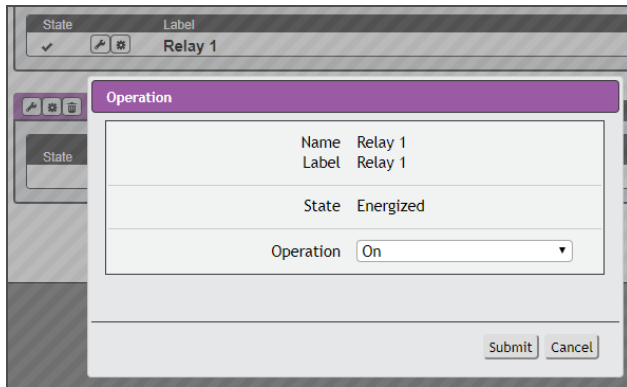 State Label
Relay 1
Operation
Name Relay 1
Label Relay 1
State
State Energized
Operation On
Submit Cancel